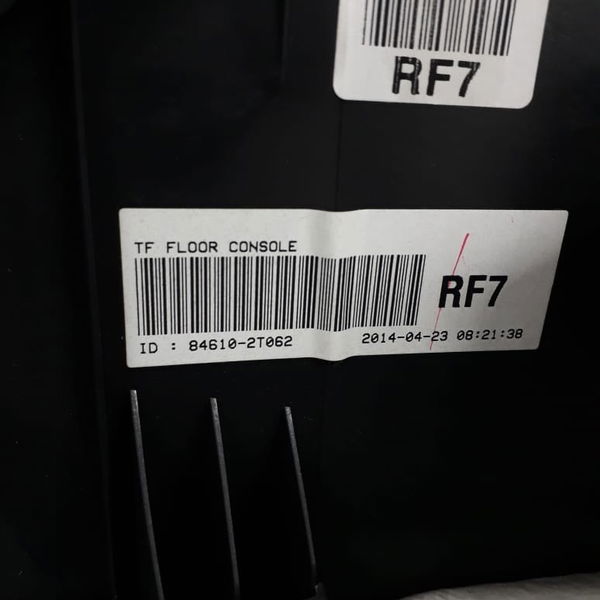 RF7
TF FLOOR CONSOLE
RF7
ID : 84610-2T062 2014-04-23 08:21:38